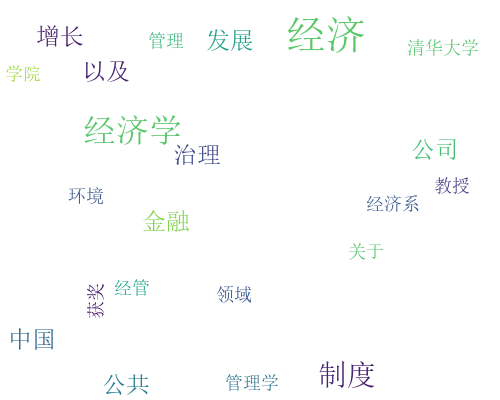 经济
增长
管理
发展
清华大学
学院
以及
经济学
治理
公司
教授
环境
经济系
金融
关于
经管
获奖
领域
中国
制度
公共
管理学